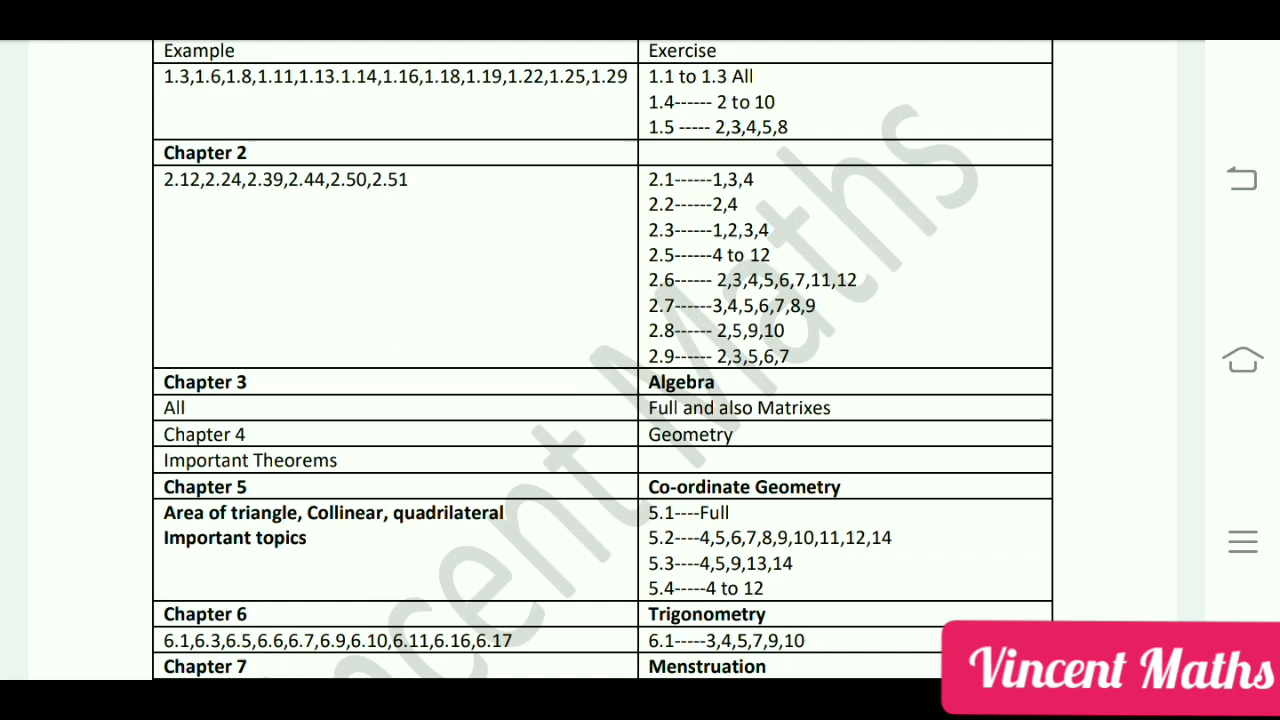 Example Exercise
1.3,1.6,1.8,1.11,1.13.1.14,1.16,1.18,1.19,1.22,1.25,1.29 1.1 to 1.3 All
1.4------ 2 to 10
1.5 ----- 2,3,4,5,8
Chapter 2
2.12,2.24,2.39,2.44,2.50,2.51 2.1------1,3,4
2.2------2,4
2.3------1,2,3,4
2.5------4 to 12
2.6------ 2,3,4,5,6,7,11,12
2.7------3,4,5,6,7,8,9
2.8------ 2,5,9,10
2.9------ 2,3,5,6,7
Chapter 3 Algebra
All Full and also Matrixes
Chapter 4 Geometry
Important Theorems
Chapter 5 Co-ordinate Geometry
Area of triangle, Collinear, quadrilateral 5.1----Full
Important topics 5.2----4,5,6,7,8,9,10,11,12,14
5.3----4,5,9,13,14
5.4-----4 to 12
Chapter 6 Trigonometry
6.1,6.3,6.5,6.6,6.7,6.9,6.10,6.11,6.16,6.17 6.1-----3,4,5,7,9,10
Chapter 7 Menstruation
Vincent Maths
cent Maths